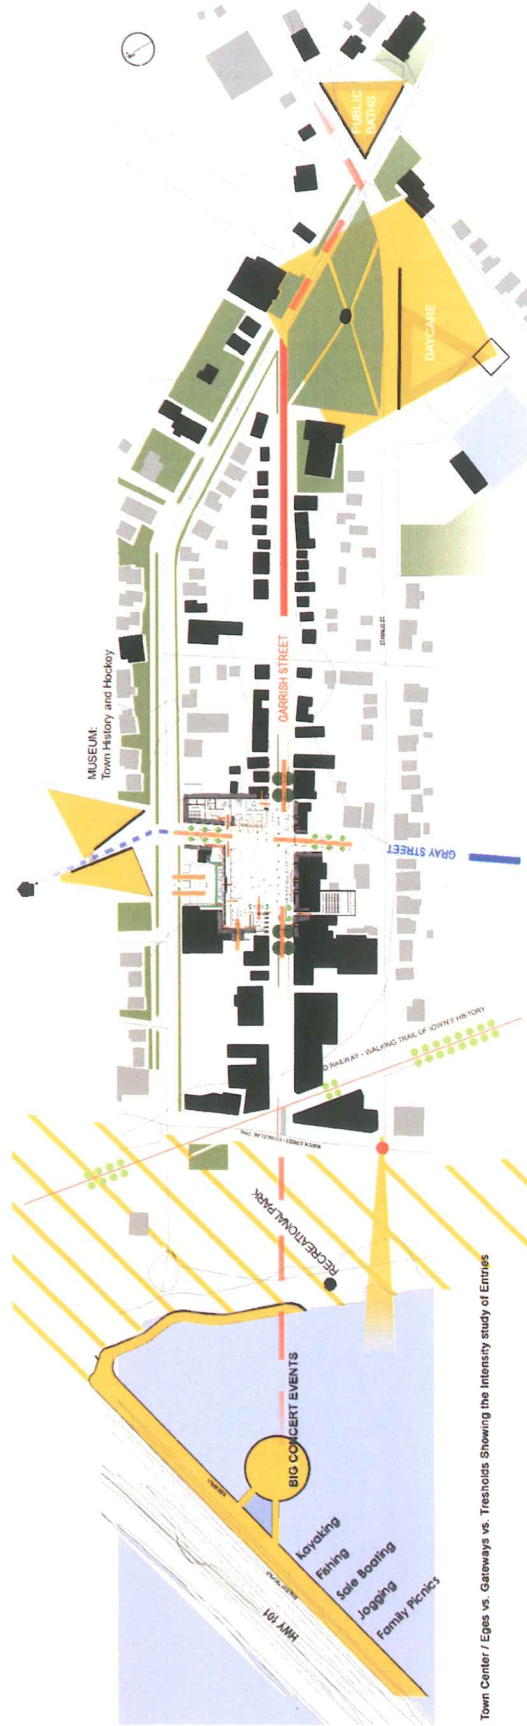 PUBLIC
BATHS
DAYCARE
MUSEUM:
Town History and Hockey
GARRISH STREET
GRAY STREET
D RAILWAY - WALKING TRAIL OF TOWN'S HISTORY
RECREATIONAL PARK
BIG CONCERT EVENTS
Kayaking
Fishing
Sale Boating
Jogging
Family Picnics
HWY 101
Town Center / Eges vs. Gateways vs. Tresholds Showing the Intensity study of Entries